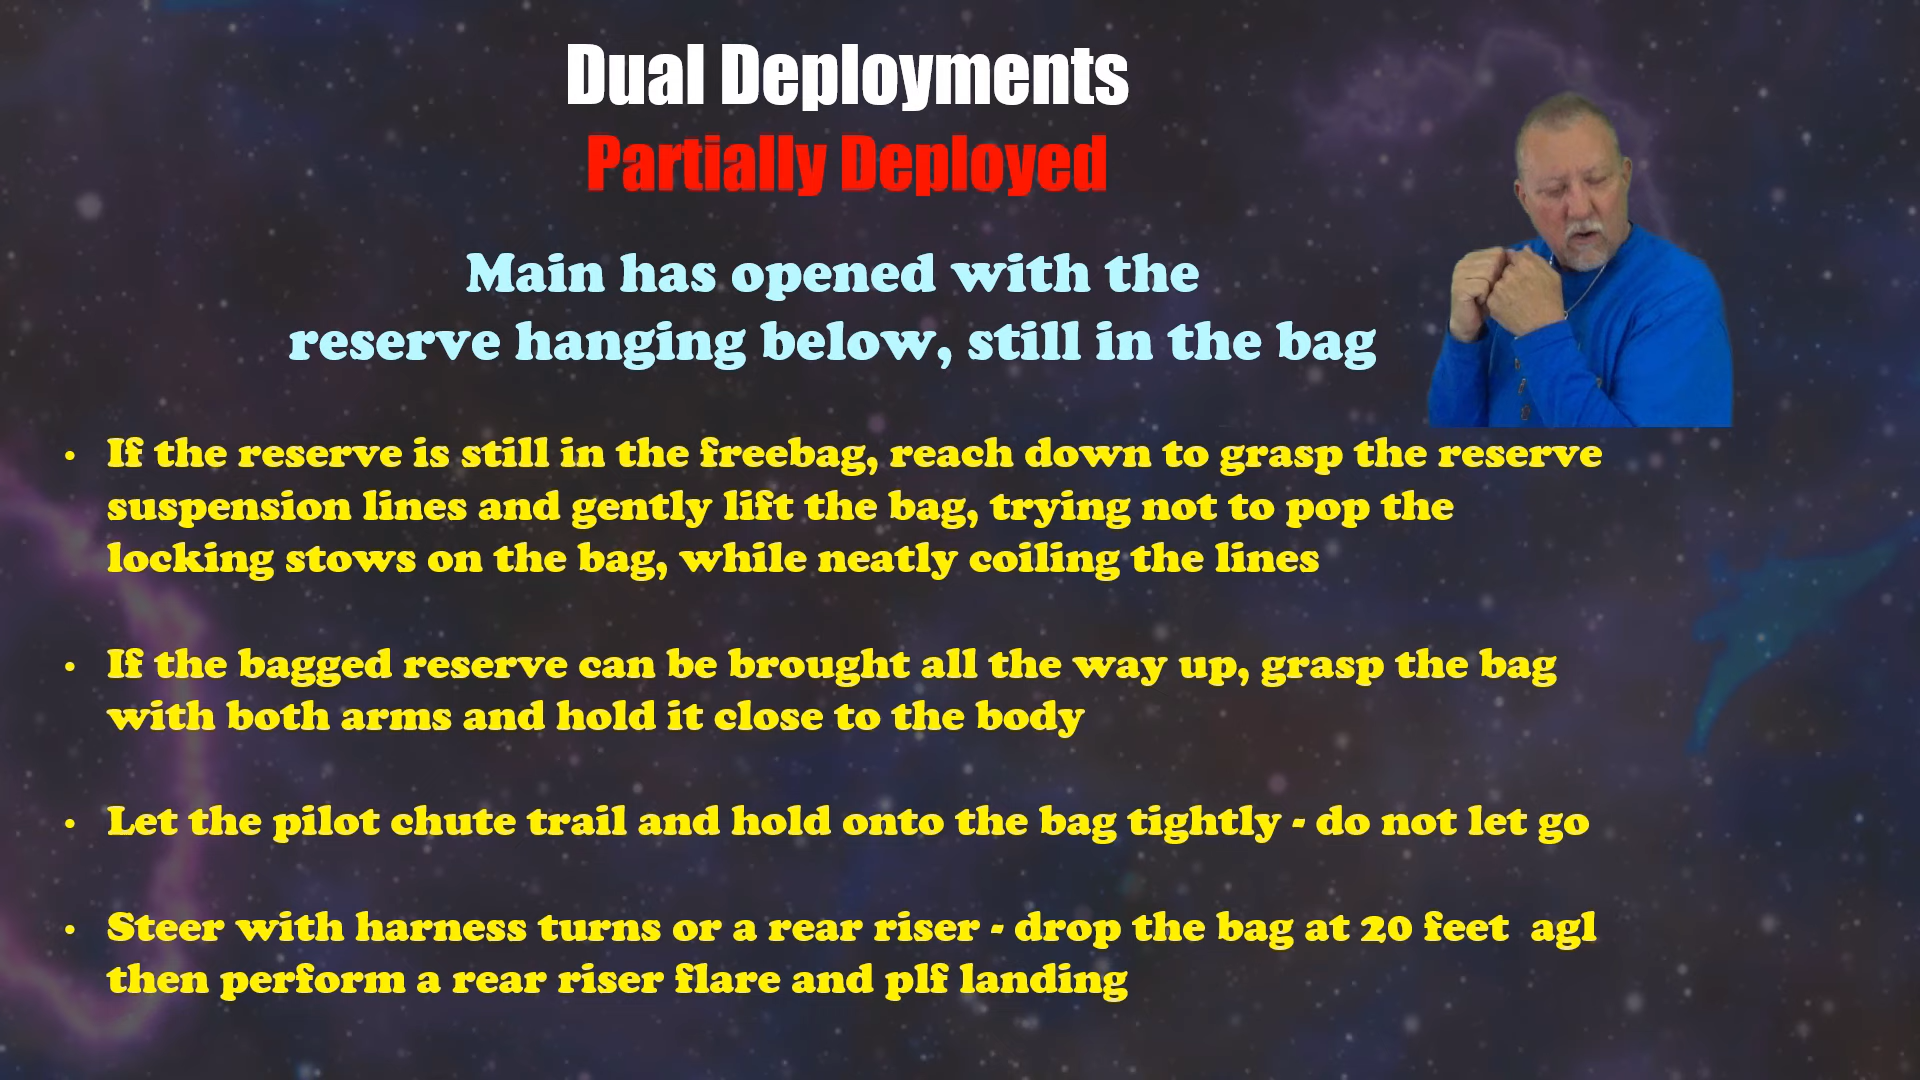 Dual Deployments
Partially Deployed
Main has opened with the
reserve hanging below, still in the bag
• If the reserve is still in the freebag, reach down to grasp the reserve
suspension lines and gently lift the bag, trying not to pop the
locking stows on the bag, while neatly coiling the lines
• If the bagged reserve can be brought all the way up, grasp the bag
with both arms and hold it close to the body
• Let the pilot chute trail and hold onto the bag tightly - do not let go
• Steer with harness turns or a rear riser - drop the bag at 20 feet  agl
then perform a rear riser flare and plf landing